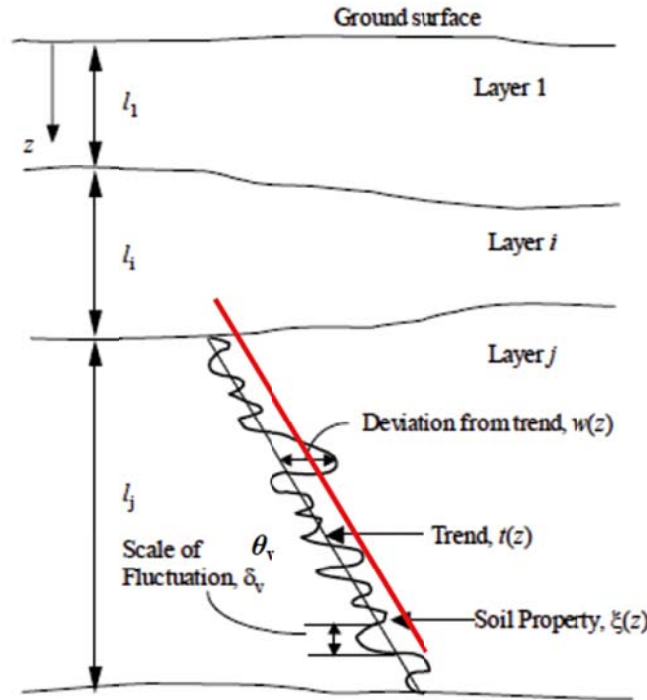 Ground surface
Layer 1
l1
z
Layer i
li
Layer j
Deviation from trend, w(z)
lj
Trend, t(z)
Scale of
Fluctuation, δv
θv
Soil Property, ξ(z)